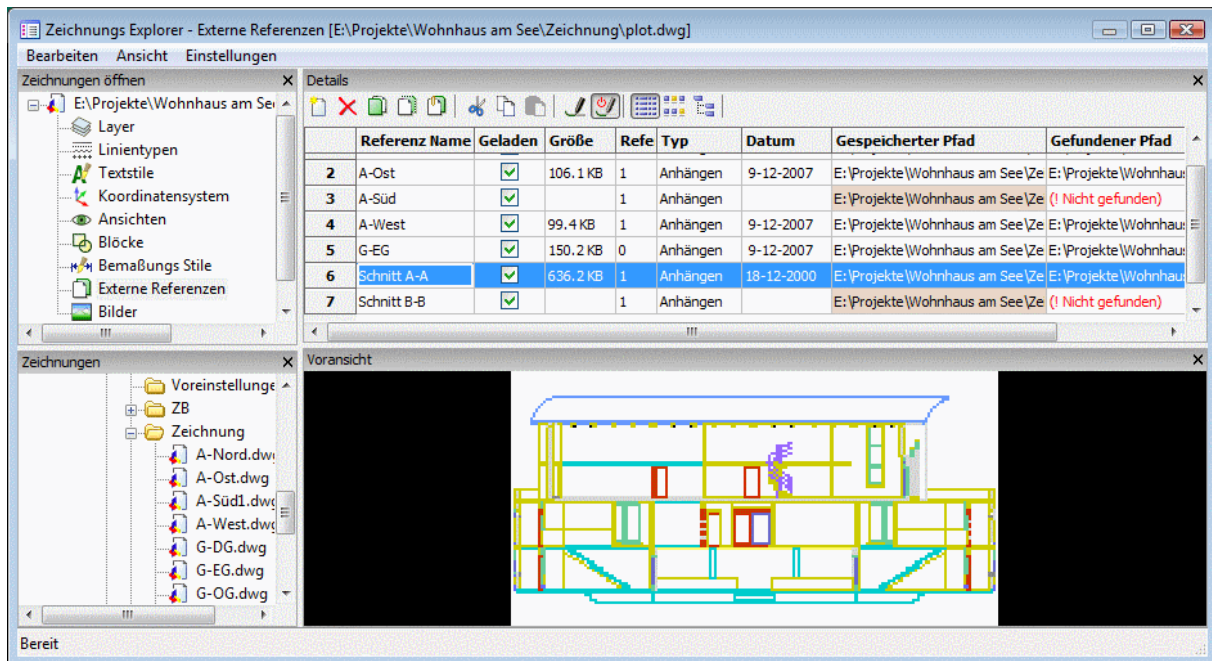 Zeichnungs Explorer - Externe Referenzen [E:\Projekte\Wohnhaus am See\Zeichnung\plot.dwg]
Bearbeiten Ansicht Einstellungen
Zeichnungen öffnen
E:\Projekte\Wohnhaus am See
Layer
Linientypen
Textstile
Koordinatensystem
Ansichten
Blöcke
Bemaßungs Stile
Externe Referenzen
Bilder
Details
Referenz Name Geladen Größe Refe Typ Datum Gespeicherter Pfad Gefundener Pfad
2 A-Ost 106.1 KB 1 Anhängen 9-12-2007 E:\Projekte\Wohnhaus am See\Ze E:\Projekte\Wohnhaus
3 A-Süd 1 Anhängen E:\Projekte\Wohnhaus am See\Ze (! Nicht gefunden)
4 A-West 99.4 KB 1 Anhängen 9-12-2007 E:\Projekte\Wohnhaus am See\Ze E:\Projekte\Wohnhaus
5 G-EG 150.2 KB 0 Anhängen 9-12-2007 E:\Projekte\Wohnhaus am See\Ze E:\Projekte\Wohnhaus
6 Schnitt A-A 636.2 KB 1 Anhängen 18-12-2000 E:\Projekte\Wohnhaus am See\Ze E:\Projekte\Wohnhaus
7 Schnitt B-B 1 Anhängen E:\Projekte\Wohnhaus am See\Ze (! Nicht gefunden)
Zeichnungen
Voreinstellunge
ZB
Zeichnung
A-Nord.dw
A-Ost.dwg
A-Süd1.dwg
A-West.dwg
G-DG.dwg
G-EG.dwg
G-OG.dwg
Voransicht
Bereit